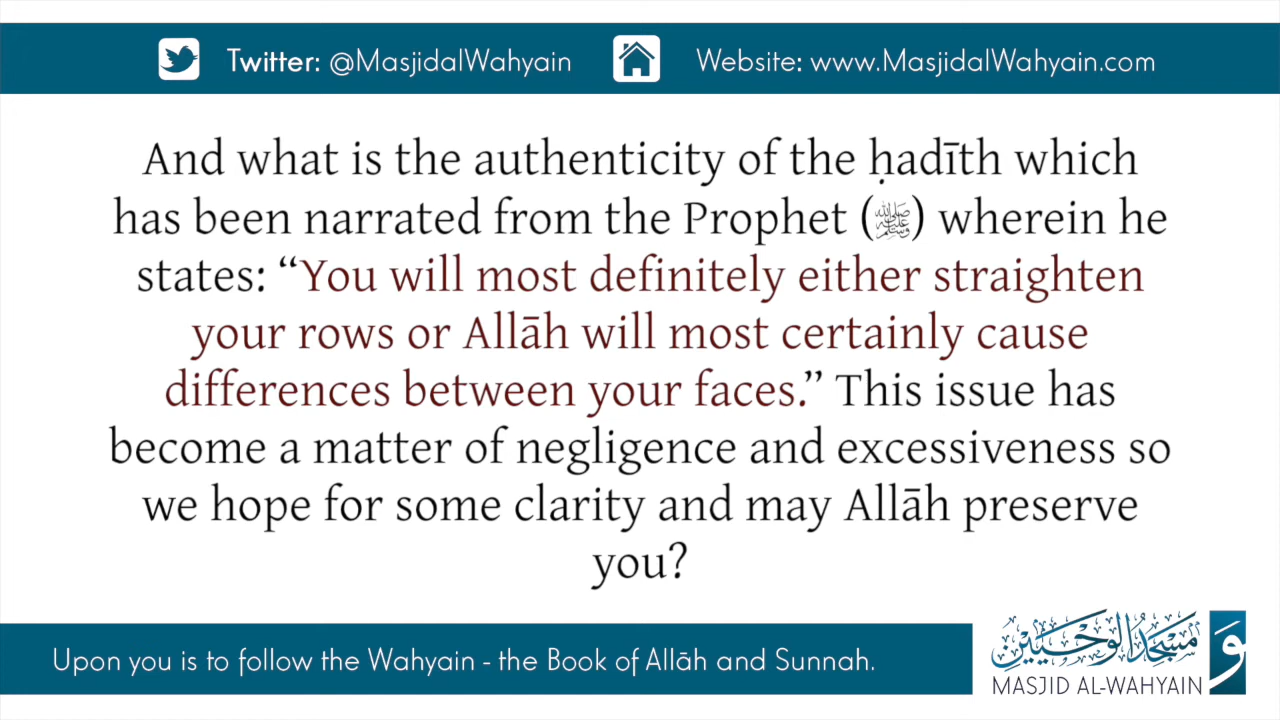 Twitter: @MasjidalWahyain Website: www.MasjidalWahyain.com
And what is the authenticity of the ḥadīth which
has been narrated from the Prophet (ﷺ) wherein he
states: “You will most definitely either straighten
your rows or Allāh will most certainly cause
differences between your faces.” This issue has
become a matter of negligence and excessiveness so
we hope for some clarity and may Allāh preserve
you?
Upon you is to follow the Wahyain - the Book of Allāh and Sunnah.
مَسْجِدُ الوَحْيَيْنِ
و
MASJID AL-WAHYAIN